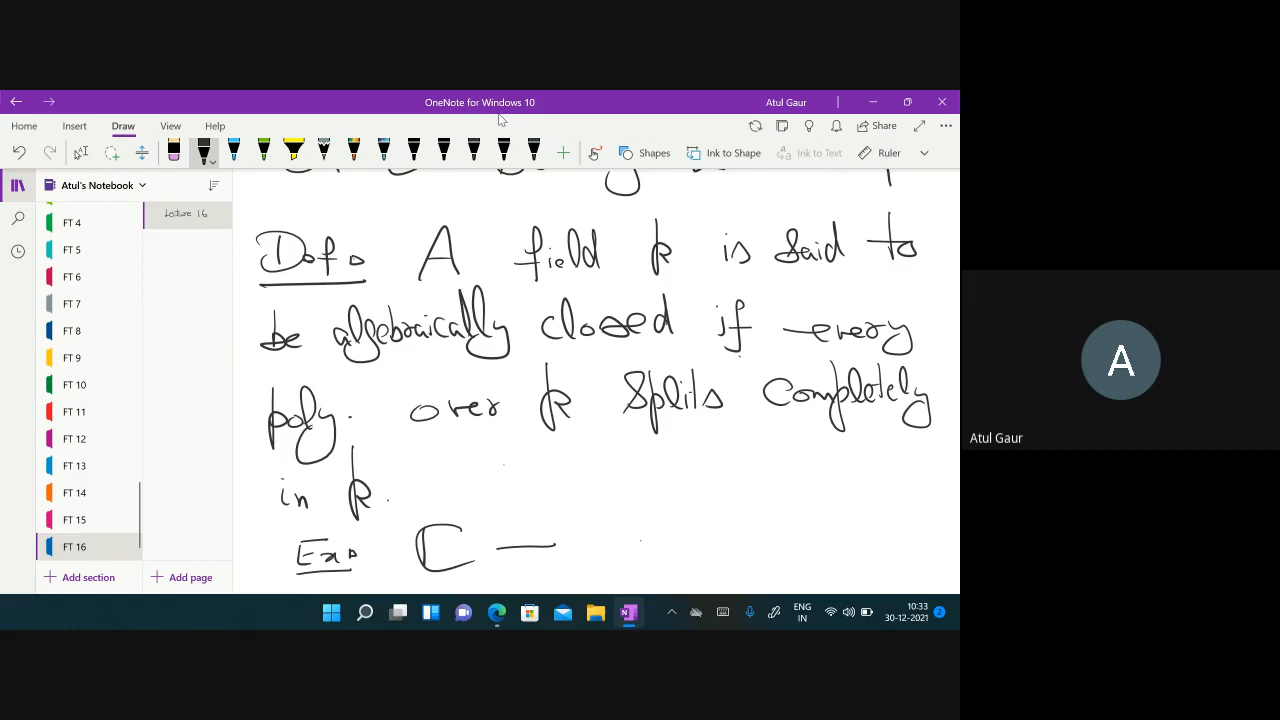 OneNote for Windows 10
Atul Gaur
Home Insert Draw View Help
Share
Shapes
Ink to Shape
Ink to Text
Ruler
Atul's Notebook
Lecture 16
FT 4
FT 5
FT 6
FT 7
FT 8
FT 9
FT 10
FT 11
FT 12
FT 13
FT 14
FT 15
FT 16
Add section
Add page
Def. A field k is said to
be algebraically closed if every
poly. over k splits completely
in k.
Ex. ℂ —
A
Atul Gaur
ENG
IN
10:33
30-12-2021
2